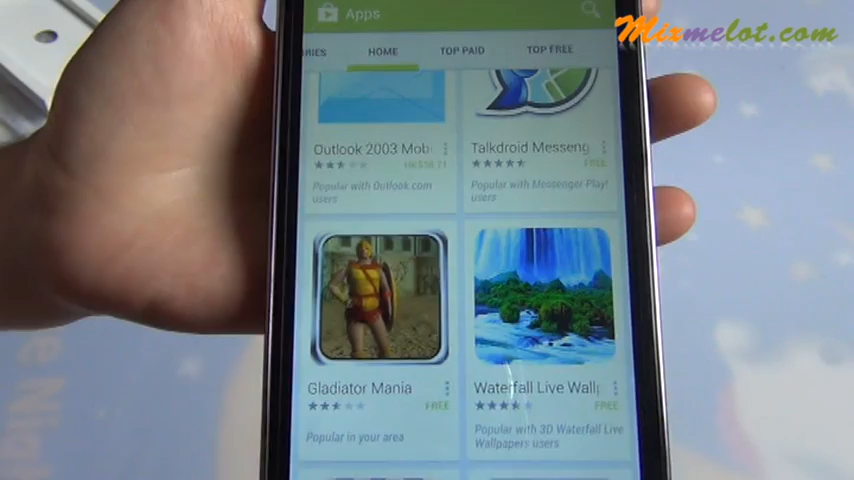 Mixmelot.com
Apps
RIES HOME TOP PAID TOP FREE
Outlook 2003 Mobi
Talkdroid Messeng
FREE
Popular with Outlook.com
users
Popular with Messenger Play!
users
Gladiator Mania
FREE
Popular in your area
Waterfall Live Wallp
FREE
Popular with 3D Waterfall Live
Wallpapers users